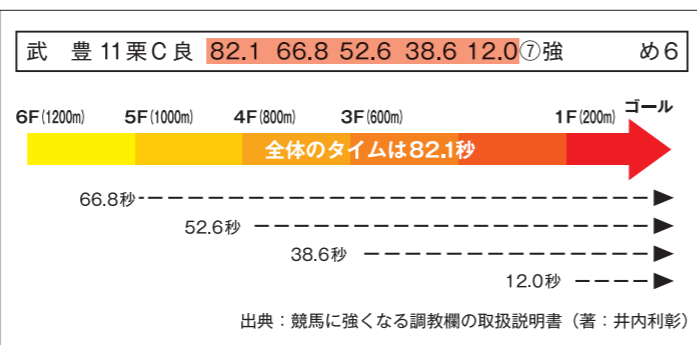 武 豊 11栗C良 82.1 66.8 52.6 38.6 12.0⑦強 め6
6F(1200m) 5F(1000m) 4F(800m) 3F(600m) 1F(200m) ゴール
全体のタイムは82.1秒
66.8秒
52.6秒
38.6秒
12.0秒
出典：競馬に強くなる調教欄の取扱説明書（著：井内利彰）